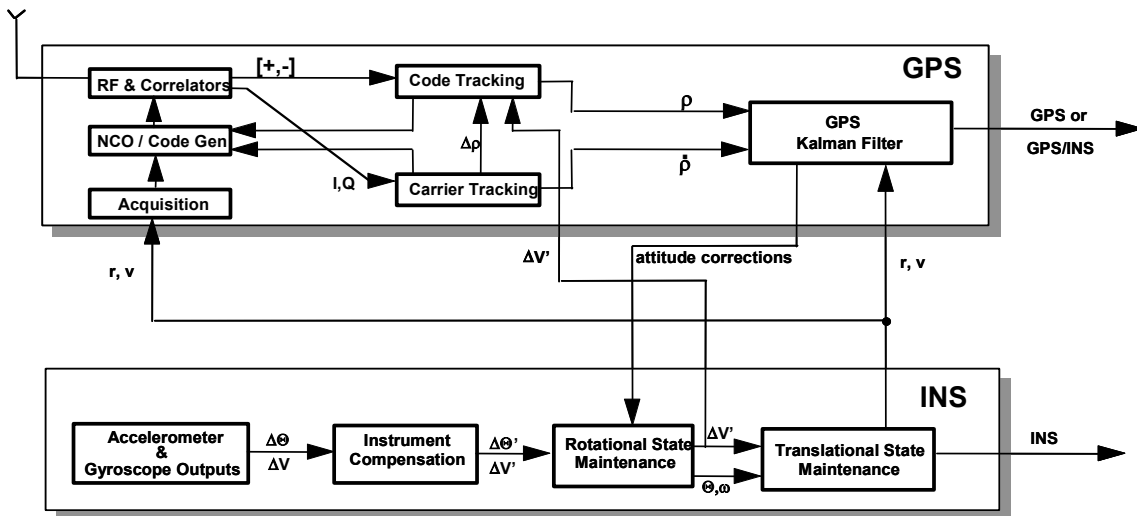 GPS
[+,-]
RF & Correlators
Code Tracking
ρ
GPS
Kalman Filter
GPS or
GPS/INS
NCO / Code Gen
Δρ
ρ̇
I,Q
Carrier Tracking
Acquisition
r, v
ΔV'
attitude corrections
r, v
INS
Accelerometer
&
Gyroscope Outputs
ΔΘ
ΔV
Instrument
Compensation
ΔΘ'
ΔV'
Rotational State
Maintenance
ΔV'
Θ,ω
Translational State
Maintenance
INS